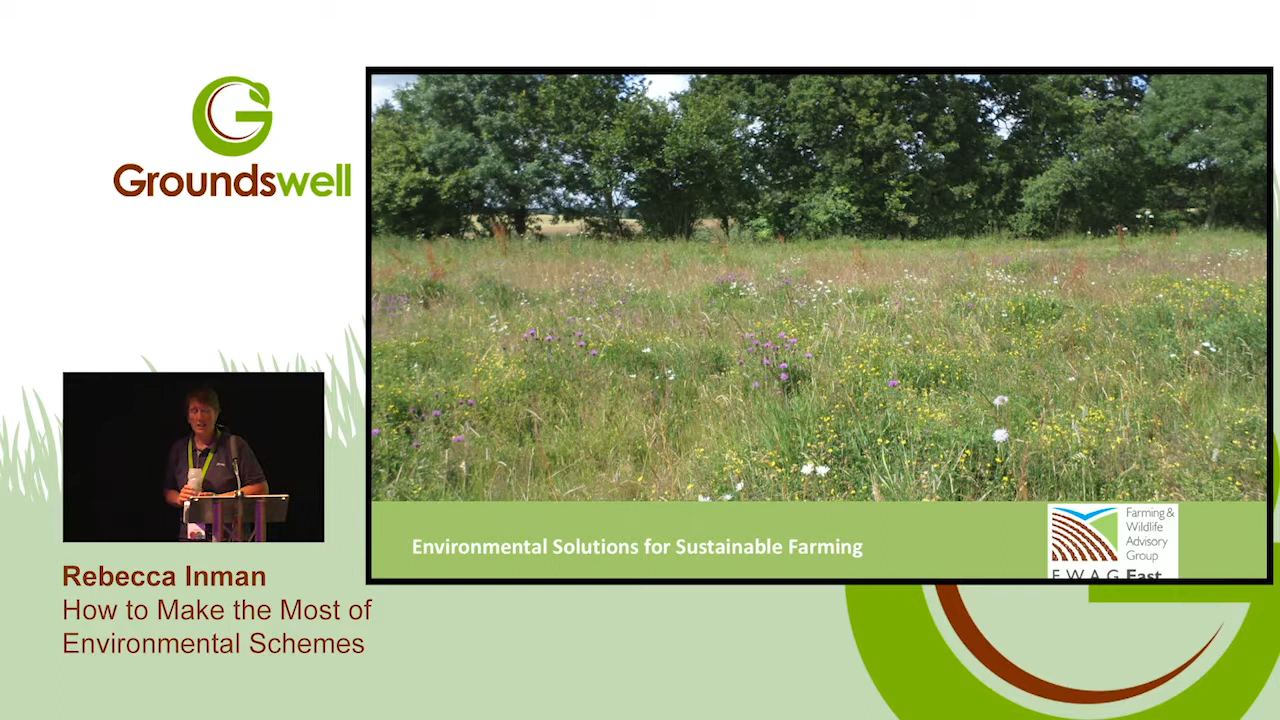 Groundswell
Environmental Solutions for Sustainable Farming
Farming &
Wildlife
Advisory
Group
F.W.A.G. East
Rebecca Inman
How to Make the Most of
Environmental Schemes